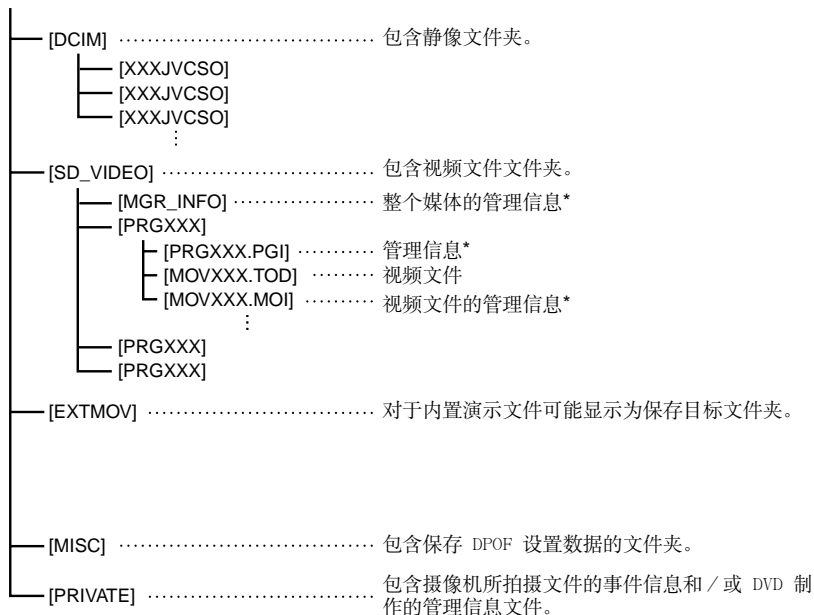 [DCIM] 包含静像文件夹。
[XXXJVCSO]
[XXXJVCSO]
[XXXJVCSO]
[SD_VIDEO] 包含视频文件文件夹。
[MGR_INFO] 整个媒体的管理信息*
[PRGXXX]
[PRGXXX.PGI] 管理信息*
[MOVXXX.TOD] 视频文件
[MOVXXX.MOI] 视频文件的管理信息*
[PRGXXX]
[PRGXXX]
[EXTMOV] 对于内置演示文件可能显示为保存目标文件夹。
[MISC] 包含保存 DPOF 设置数据的文件夹。
[PRIVATE] 包含摄像机所拍摄文件的事件信息和／或 DVD 制
作的管理信息文件。